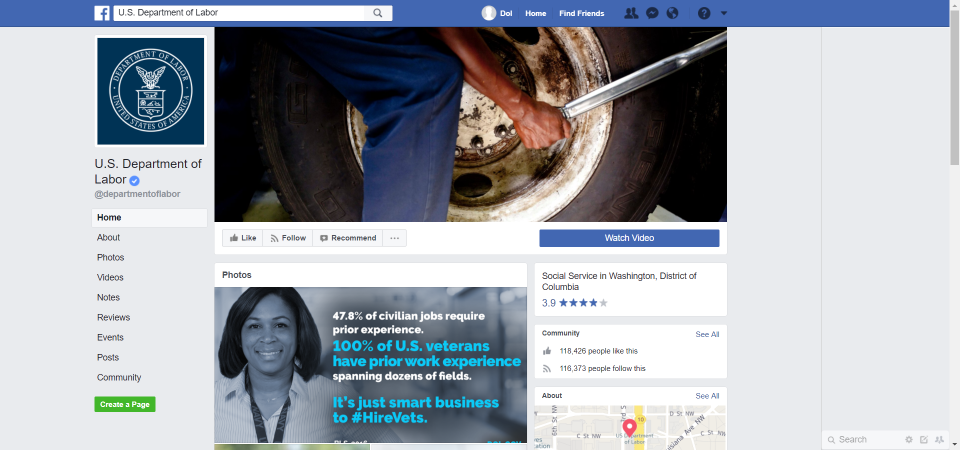 U.S. Department of Labor
Dol
Home
Find Friends
DEPARTMENT OF LABOR
UNITED STATES OF AMERICA
U.S. Department of
Labor
@departmentoflabor
Home
About
Photos
Videos
Notes
Reviews
Events
Posts
Community
Create a Page
Like
Follow
Recommend
Watch Video
Photos
47.8% of civilian jobs require
prior experience.
100% of U.S. veterans
have prior work experience
spanning dozens of fields.
It's just smart business
to #HireVets.
Social Service in Washington, District of
Columbia
3.9
Community
See All
118,426 people like this
116,373 people follow this
About
See All
D St NW
C St NW
C St NW
6th St NW
US Department
of Labor
Search